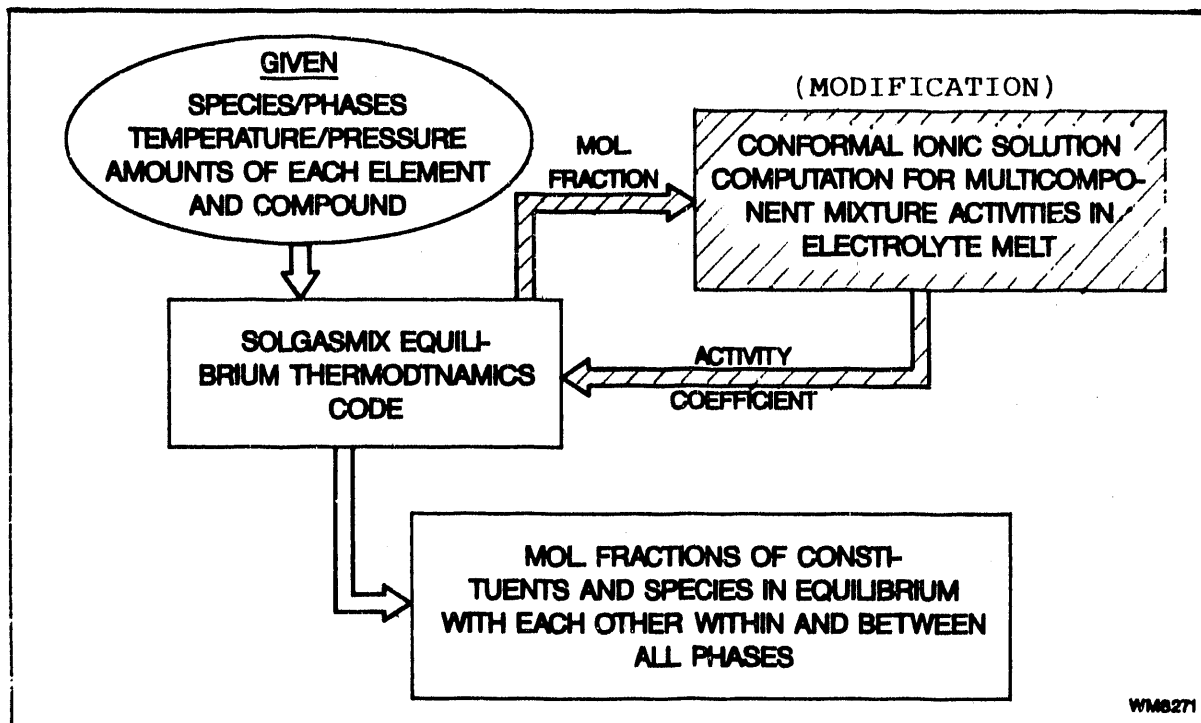 GIVEN
SPECIES/PHASES
TEMPERATURE/PRESSURE
AMOUNTS OF EACH ELEMENT
AND COMPOUND
MOL.
FRACTION
(MODIFICATION)
CONFORMAL IONIC SOLUTION
COMPUTATION FOR MULTICOMPO-
NENT MIXTURE ACTIVITIES IN
ELECTROLYTE MELT
SOLGASMIX EQUILI-
BRIUM THERMODTNAMICS
CODE
ACTIVITY
COEFFICIENT
MOL. FRACTIONS OF CONSTI-
TUENTS AND SPECIES IN EQUILIBRIUM
WITH EACH OTHER WITHIN AND BETWEEN
ALL PHASES
WM8271